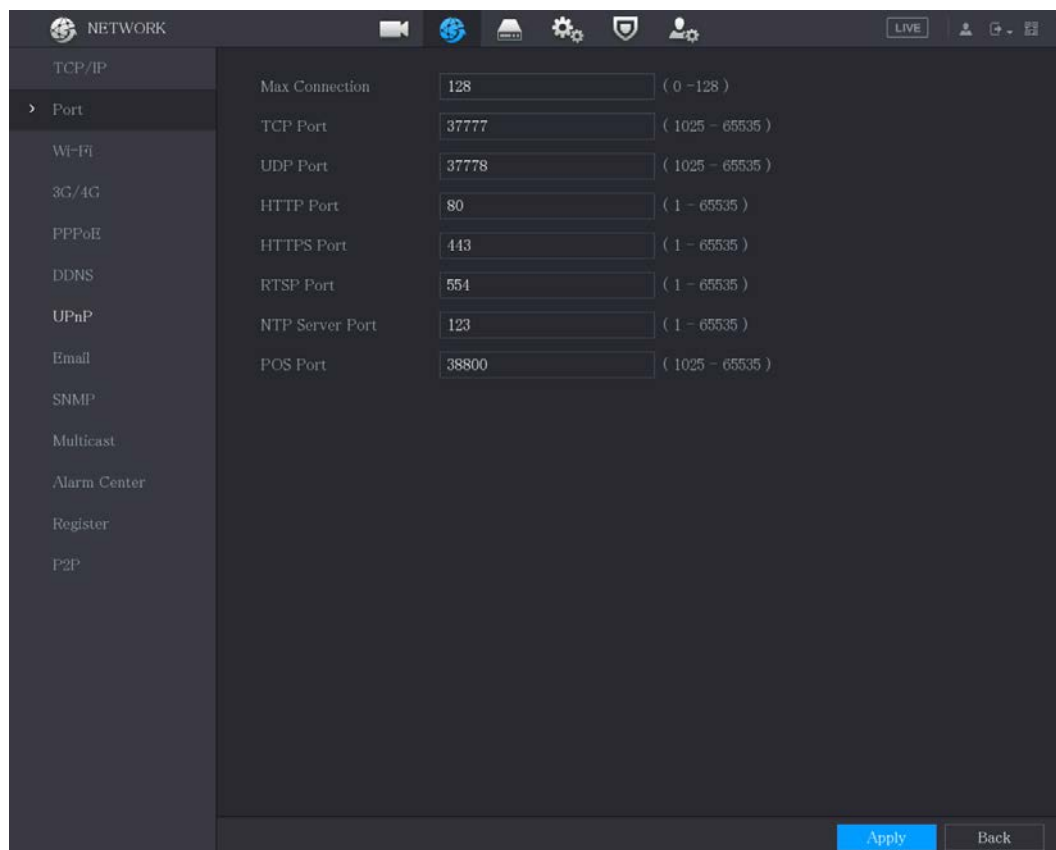 NETWORK
LIVE
TCP/IP
Port
Wi-Fi
3G/4G
PPPoE
DDNS
UPnP
Email
SNMP
Multicast
Alarm Center
Register
P2P
Max Connection 128 ( 0 -128 )
TCP Port 37777 ( 1025 - 65535 )
UDP Port 37778 ( 1025 - 65535 )
HTTP Port 80 ( 1 - 65535 )
HTTPS Port 443 ( 1 - 65535 )
RTSP Port 554 ( 1 - 65535 )
NTP Server Port 123 ( 1 - 65535 )
POS Port 38800 ( 1025 - 65535 )
Apply Back